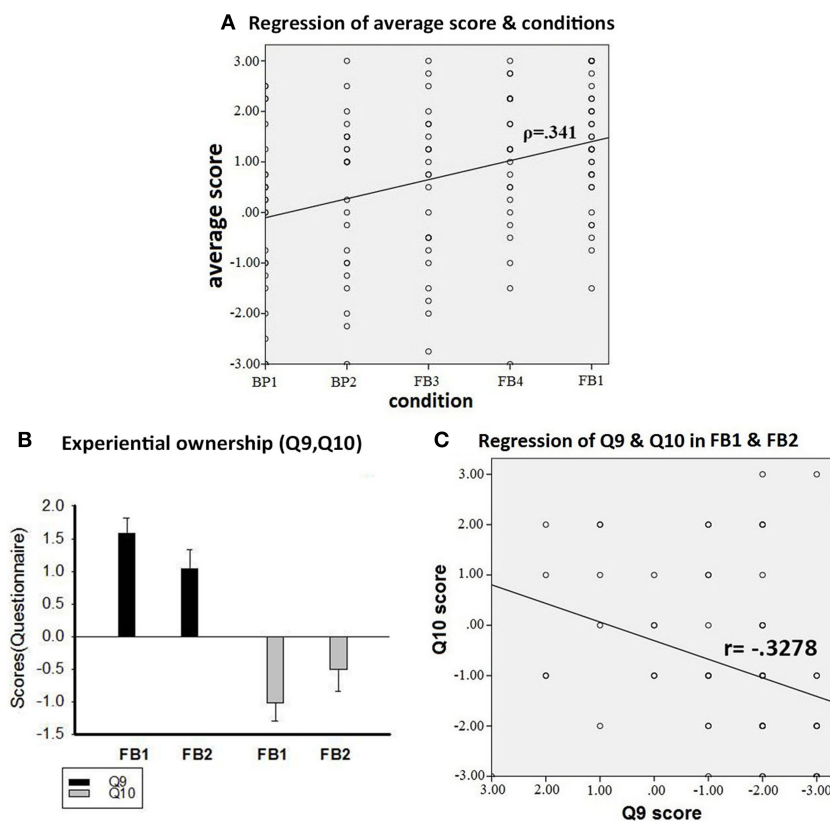 A Regression of average score & conditions
3.00
2.00
1.00
.00
-1.00
-2.00
-3.00
average score
ρ=.341
BP1 BP2 FB3 FB4 FB1
condition
B Experiential ownership (Q9,Q10)
2.0
1.5
1.0
0.5
0.0
-0.5
-1.0
-1.5
Scores(Questionnaire)
FB1 FB2 FB1 FB2
Q9
Q10
C Regression of Q9 & Q10 in FB1 & FB2
3.00
2.00
1.00
.00
-1.00
-2.00
-3.00
Q10 score
r= -.3278
3.00 2.00 1.00 .00 -1.00 -2.00 -3.00
Q9 score